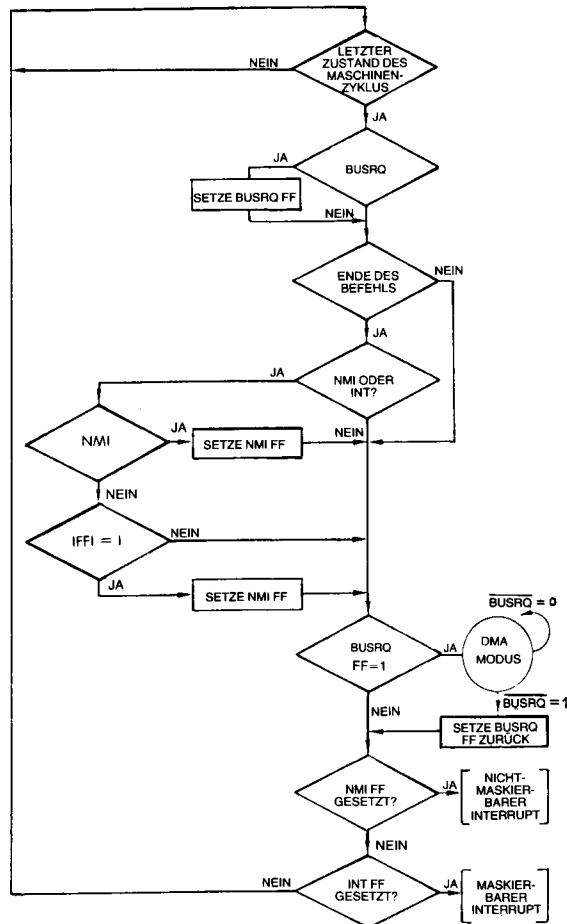 LETZTER
ZUSTAND DES
MASCHINEN-
ZYKLUS
NEIN
JA
BUSRQ
JA
SETZE BUSRQ FF
NEIN
ENDE DES
BEFEHLS
NEIN
JA
NMI ODER
INT?
JA
NEIN
NMI
JA
SETZE NMI FF
NEIN
IFFI = I
NEIN
JA
SETZE NMI FF
BUSRQ
FF=1
JA
DMA
MODUS
BUSRQ = 0
BUSRQ = 1
NEIN
SETZE BUSRQ
FF ZURÜCK
NMI FF
GESETZT?
JA
NICHT-
MASKIER-
BARER
INTERRUPT
NEIN
INT FF
GESETZT?
NEIN
JA
MASKIER-
BARER
INTERRUPT